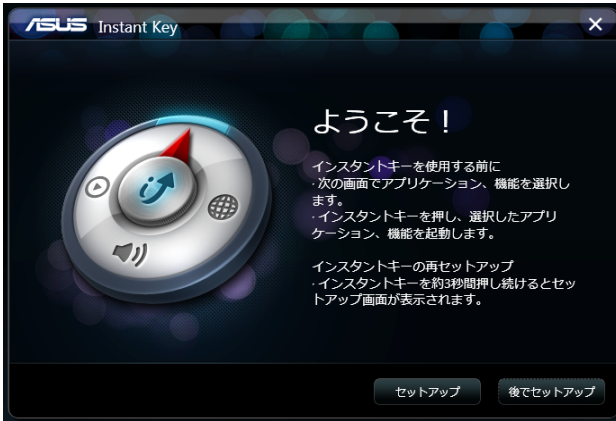 ASUS Instant Key
ようこそ！
インスタントキーを使用する前に
·次の画面でアプリケーション、機能を選択し
ます。
·インスタントキーを押し、選択したアプリ
ケーション、機能を起動します。
インスタントキーの再セットアップ
·インスタントキーを約3秒間押し続けるとセッ
トアップ画面が表示されます。
セットアップ 後でセットアップ